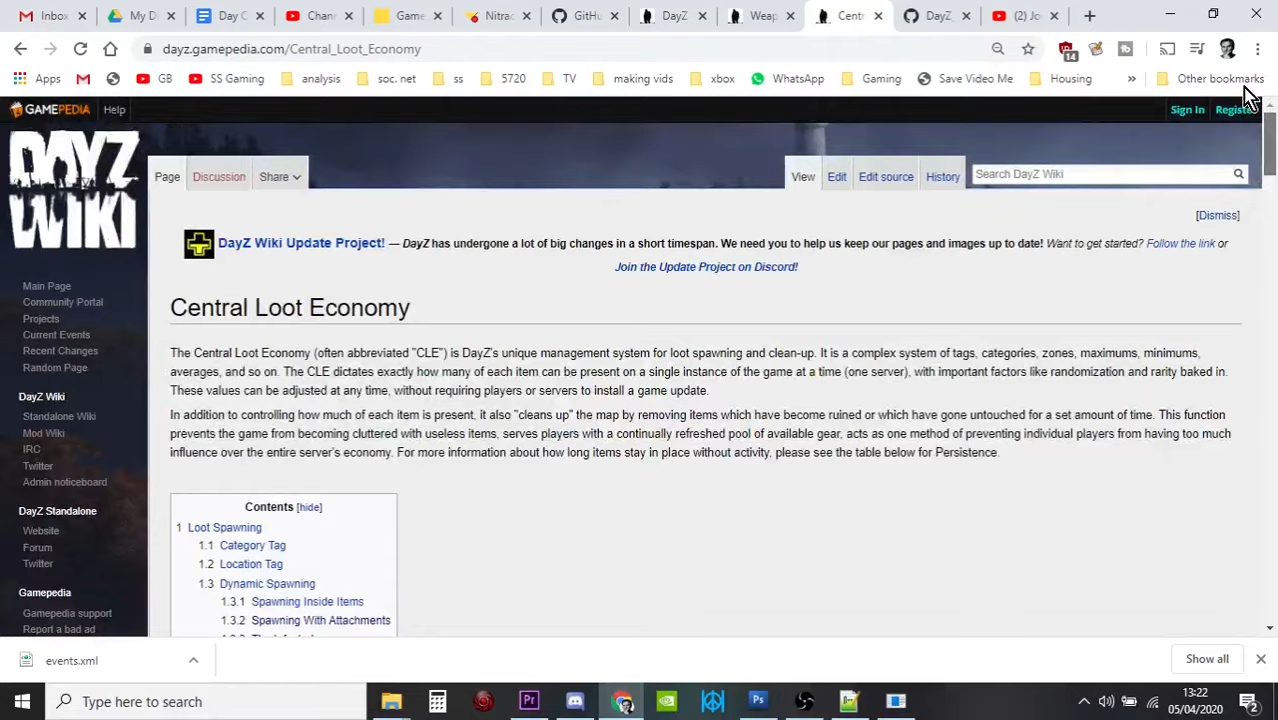 Inbox
My D
Day C
Chann
Game
Nitrac
GitHu
DayZ
Weap
Centr
DayZ_
(2) Jo
dayz.gamepedia.com/Central_Loot_Economy
14
Apps
GB
SS Gaming
analysis
soc. net
ss
5720
TV
making vids
xbox
WhatsApp
Gaming
Save Video Me
Housing
»
Other bookmarks
GAMEPEDIA
Help
Sign In
Register
DAYZ
WIKI
Page
Discussion
Share
View
Edit
Edit source
History
Search DayZ Wiki
[Dismiss]
DayZ Wiki Update Project! — DayZ has undergone a lot of big changes in a short timespan. We need you to help us keep our pages and images up to date! Want to get started? Follow the link or
Join the Update Project on Discord!
Main Page
Community Portal
Projects
Current Events
Recent Changes
Random Page
DayZ Wiki
Standalone Wiki
Mod Wiki
IRC
Twitter
Admin noticeboard
DayZ Standalone
Website
Forum
Twitter
Gamepedia
Gamepedia support
Report a bad ad
Central Loot Economy
The Central Loot Economy (often abbreviated "CLE") is DayZ's unique management system for loot spawning and clean-up. It is a complex system of tags, categories, zones, maximums, minimums,
averages, and so on. The CLE dictates exactly how many of each item can be present on a single instance of the game at a time (one server), with important factors like randomization and rarity baked in.
These values can be adjusted at any time, without requiring players or servers to install a game update.
In addition to controlling how much of each item is present, it also "cleans up" the map by removing items which have become ruined or which have gone untouched for a set amount of time. This function
prevents the game from becoming cluttered with useless items, serves players with a continually refreshed pool of available gear, acts as one method of preventing individual players from having too much
influence over the entire server's economy. For more information about how long items stay in place without activity, please see the table below for Persistence.
Contents [hide]
1 Loot Spawning
1.1 Category Tag
1.2 Location Tag
1.3 Dynamic Spawning
1.3.1 Spawning Inside Items
1.3.2 Spawning With Attachments
events.xml
Show all
Type here to search
Pr
Ps
13:22
05/04/2020
2